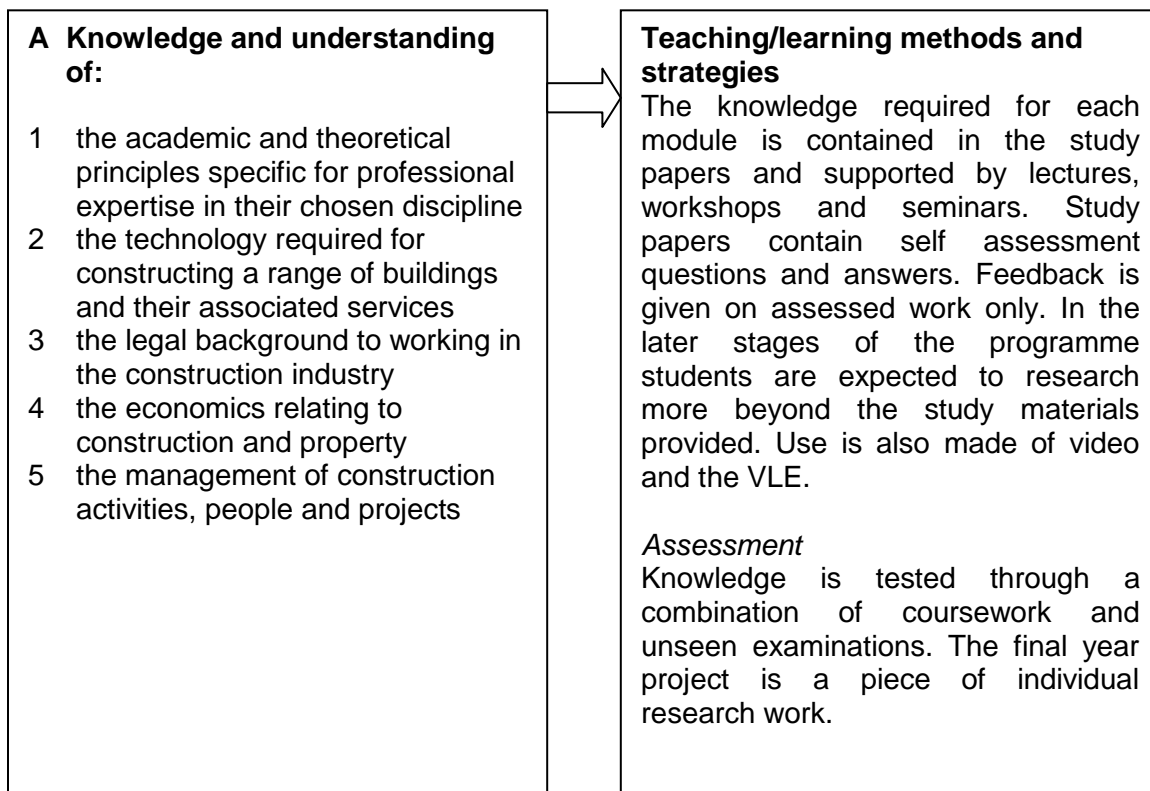 A Knowledge and understanding
of:
1 the academic and theoretical
principles specific for professional
expertise in their chosen discipline
2 the technology required for
constructing a range of buildings
and their associated services
3 the legal background to working in
the construction industry
4 the economics relating to
construction and property
5 the management of construction
activities, people and projects
Teaching/learning methods and
strategies
The knowledge required for each
module is contained in the study
papers and supported by lectures,
workshops and seminars. Study
papers contain self assessment
questions and answers. Feedback is
given on assessed work only. In the
later stages of the programme
students are expected to research
more beyond the study materials
provided. Use is also made of video
and the VLE.
Assessment
Knowledge is tested through a
combination of coursework and
unseen examinations. The final year
project is a piece of individual
research work.